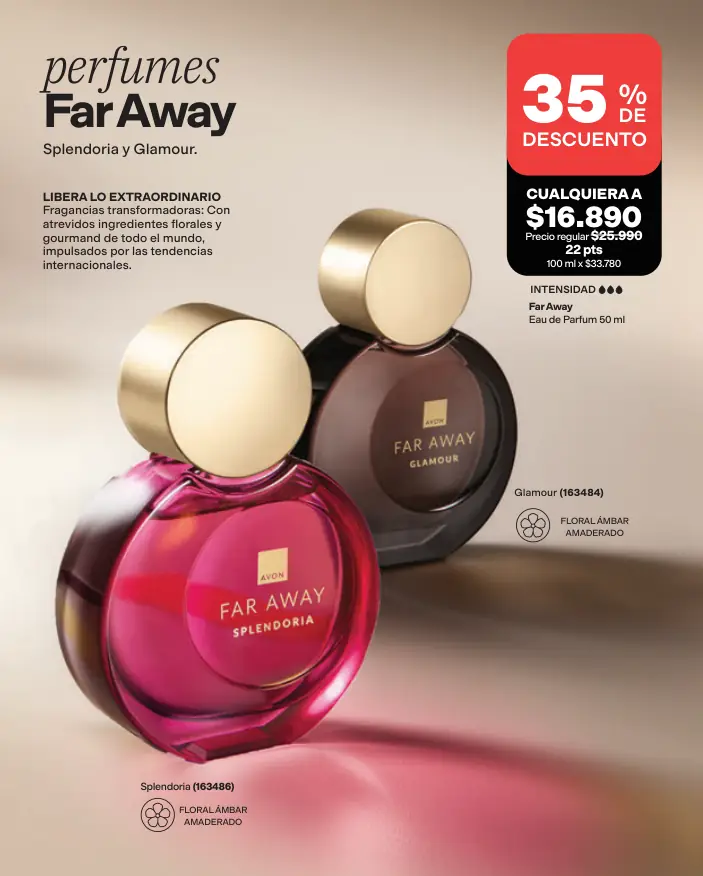 perfumes
Far Away
Splendoria y Glamour.
LIBERA LO EXTRAORDINARIO
Fragancias transformadoras: Con
atrevidos ingredientes florales y
gourmand de todo el mundo,
impulsados por las tendencias
internacionales.
35 %
DE
DESCUENTO
CUALQUIERA A
$16.890
Precio regular $25.990
22 pts
100 ml x $33.780
INTENSIDAD
Far Away
Eau de Parfum 50 ml
AVON
FAR AWAY
GLAMOUR
Glamour (163484)
FLORAL ÁMBAR
AMADERADO
AVON
FAR AWAY
SPLENDORIA
Splendoria (163486)
FLORAL ÁMBAR
AMADERADO